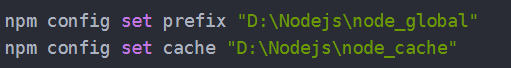 npm config set prefix "D:\Nodejs\node_global"
npm config set cache "D:\Nodejs\node_cache"